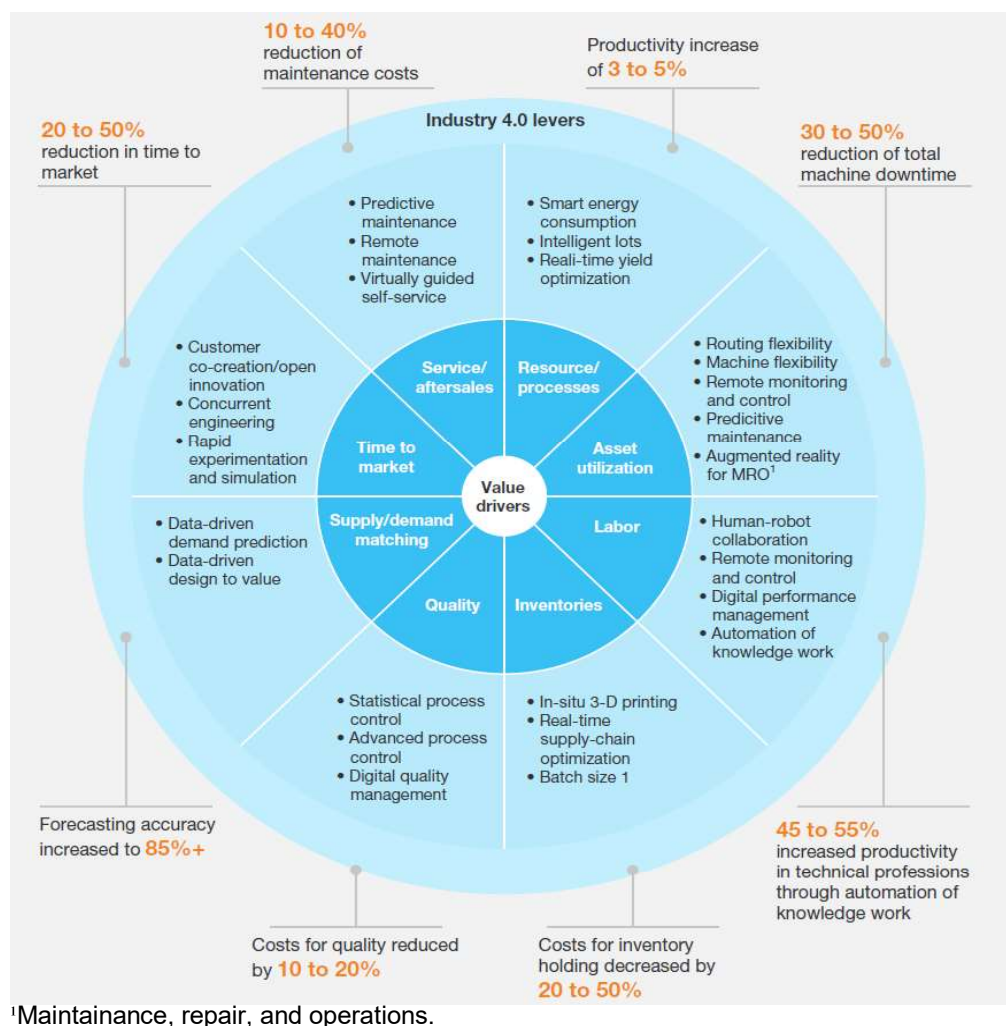 10 to 40%
reduction of
maintenance costs
Productivity increase
of 3 to 5%
20 to 50%
reduction in time to
market
Industry 4.0 levers
30 to 50%
reduction of total
machine downtime
• Predictive
maintenance
• Remote
maintenance
• Virtually guided
self-service
• Smart energy
consumption
• Intelligent lots
• Reali-time yield
optimization
• Customer
co-creation/open
innovation
• Concurrent
engineering
• Rapid
experimentation
and simulation
Service/
aftersales
Resource/
processes
• Routing flexibility
• Machine flexibility
• Remote monitoring
and control
• Predicitive
maintenance
• Augmented reality
for MRO¹
Time to
market
Asset
utilization
Value
drivers
• Data-driven
demand prediction
• Data-driven
design to value
Supply/demand
matching
Labor
• Human-robot
collaboration
• Remote monitoring
and control
• Digital performance
management
• Automation of
knowledge work
Quality
Inventories
• Statistical process
control
• Advanced process
control
• Digital quality
management
• In-situ 3-D printing
• Real-time
supply-chain
optimization
• Batch size 1
Forecasting accuracy
increased to 85%+
45 to 55%
increased productivity
in technical professions
through automation of
knowledge work
Costs for quality reduced
by 10 to 20%
Costs for inventory
holding decreased by
20 to 50%
¹Maintainance, repair, and operations.